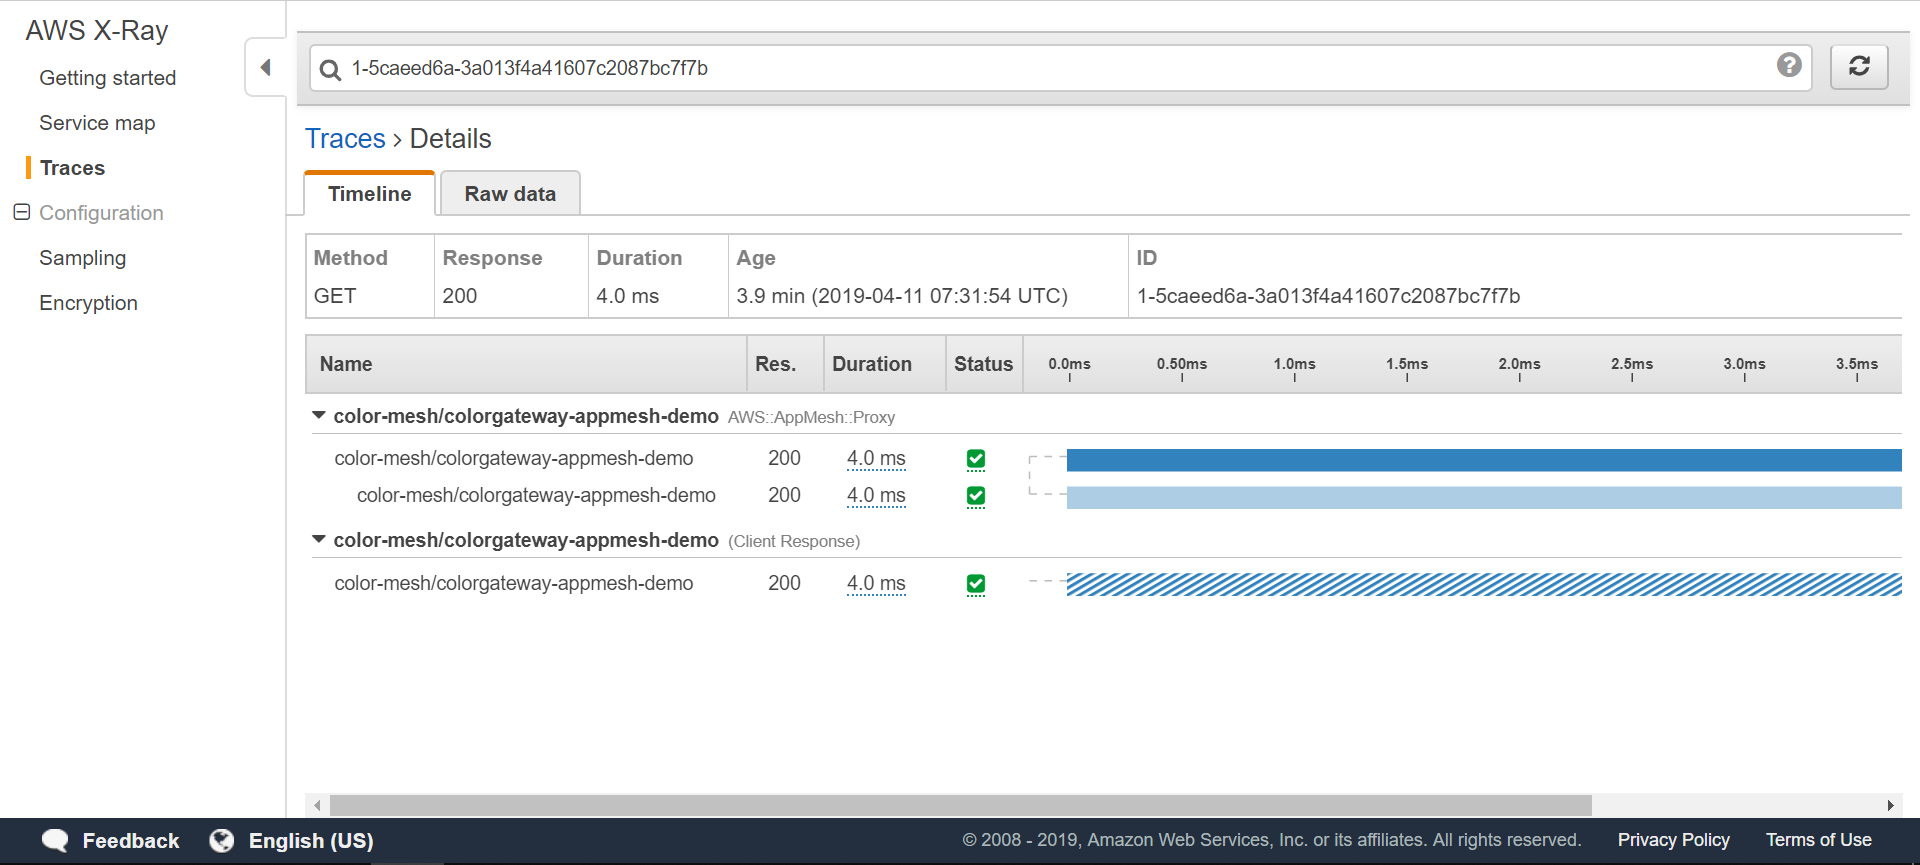 AWS X-Ray
Getting started
Service map
Traces
Configuration
Sampling
Encryption
1-5caeed6a-3a013f4a41607c2087bc7f7b
?
Traces › Details
Timeline Raw data
Method Response Duration Age ID
GET 200 4.0 ms 3.9 min (2019-04-11 07:31:54 UTC) 1-5caeed6a-3a013f4a41607c2087bc7f7b
Name Res. Duration Status 0.0ms 0.50ms 1.0ms 1.5ms 2.0ms 2.5ms 3.0ms 3.5ms
color-mesh/colorgateway-appmesh-demo AWS::AppMesh::Proxy
color-mesh/colorgateway-appmesh-demo 200 4.0 ms
color-mesh/colorgateway-appmesh-demo 200 4.0 ms
color-mesh/colorgateway-appmesh-demo (Client Response)
color-mesh/colorgateway-appmesh-demo 200 4.0 ms
Feedback English (US) © 2008 - 2019, Amazon Web Services, Inc. or its affiliates. All rights reserved. Privacy Policy Terms of Use